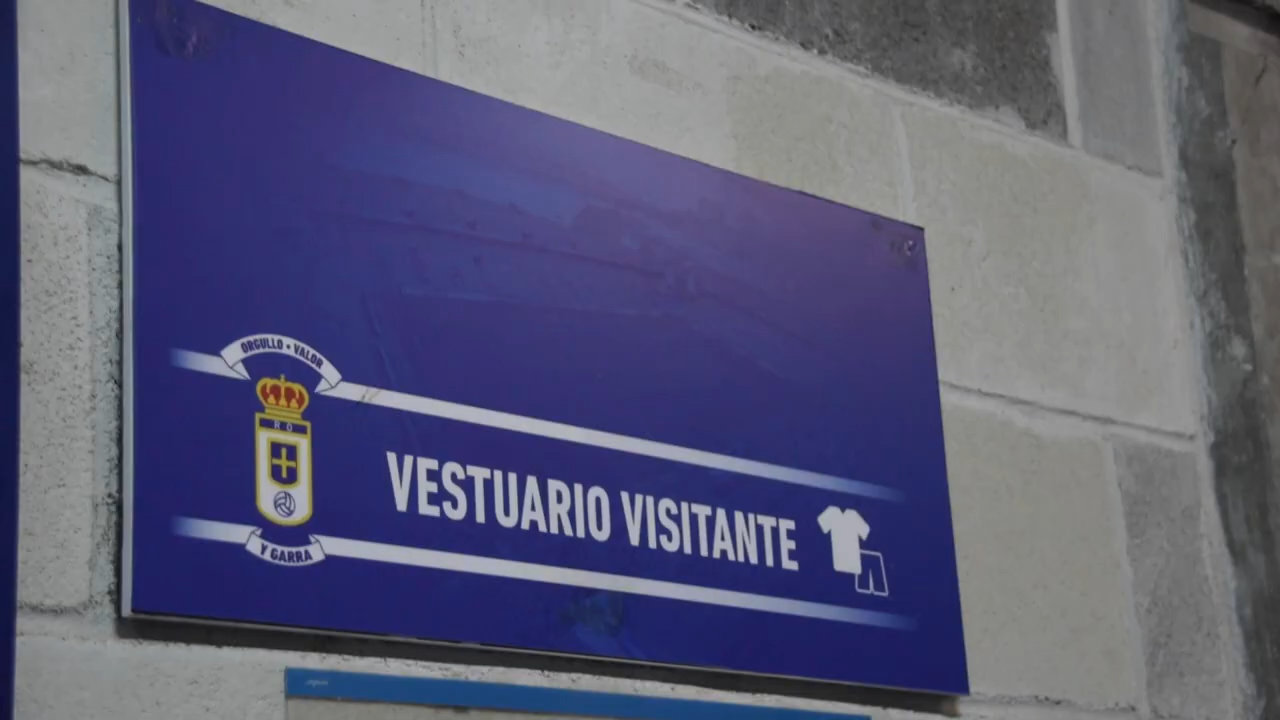 ORGULLO • VALOR
R O
VESTUARIO VISITANTE
Y GARRA